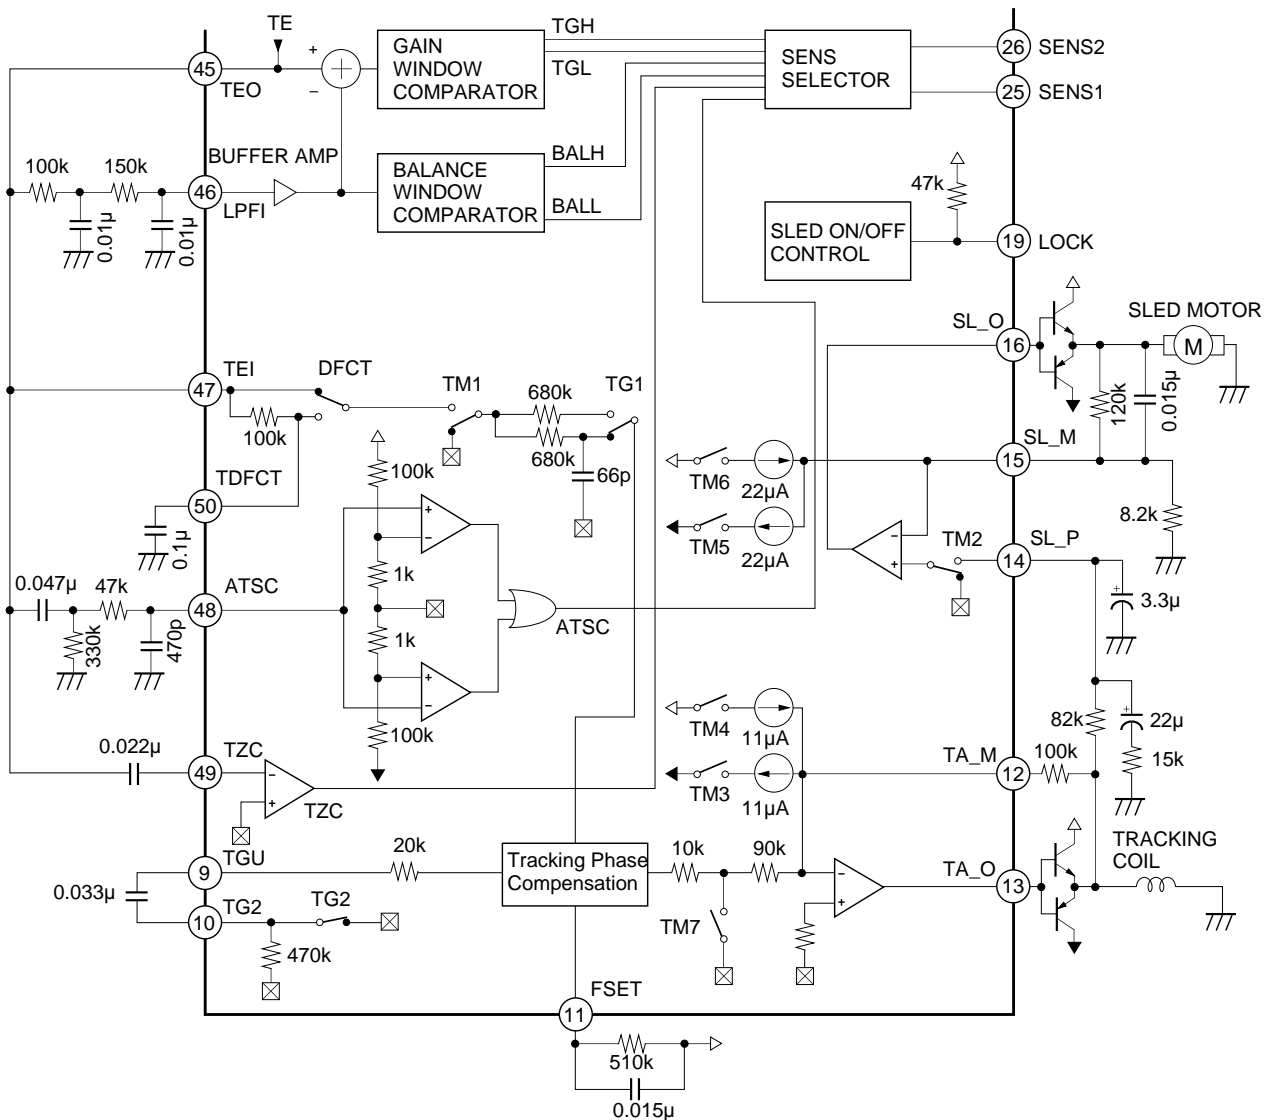 TE
TGH
TGL
GAIN
WINDOW
COMPARATOR
SENS
SELECTOR
26
SENS2
25
SENS1
45
TEO
+
−
100k
150k
BUFFER AMP
46
LPFI
0.01µ
0.01µ
BALANCE
WINDOW
COMPARATOR
BALH
BALL
47k
SLED ON/OFF
CONTROL
19
LOCK
SL_O
16
SLED MOTOR
M
120k
0.015µ
TEI
47
DFCT
100k
TM1
680k
680k
TG1
66p
TDFCT
50
0.1µ
100k
+
−
1k
1k
+
−
100k
ATSC
SL_M
15
TM6
22µA
TM5
22µA
8.2k
−
+
TM2
SL_P
14
3.3µ
0.047µ
47k
ATSC
48
330k
470p
TM4
11µA
TM3
11µA
82k
22µ
15k
TA_M
12
100k
0.022µ
TZC
49
−
+
TZC
TGU
9
20k
Tracking Phase
Compensation
10k
90k
TM7
−
+
TA_O
13
TRACKING
COIL
0.033µ
10
TG2
TG2
470k
FSET
11
510k
0.015µ